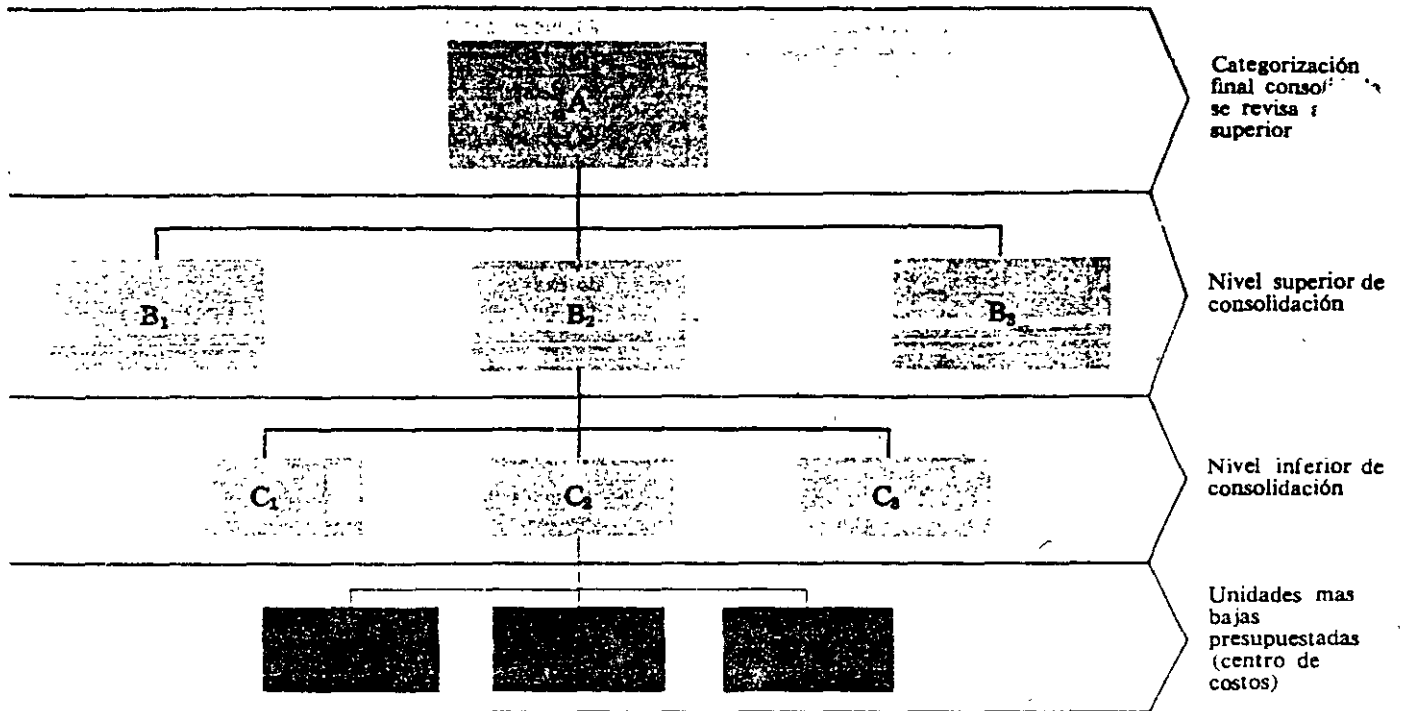 A
Categorización
final
se revisa
superior
B₁
B₂
B₃
Nivel superior de
consolidación
C₁
C₂
C₃
Nivel inferior de
consolidación
Unidades mas
bajas
presupuestadas
(centro de
costos)